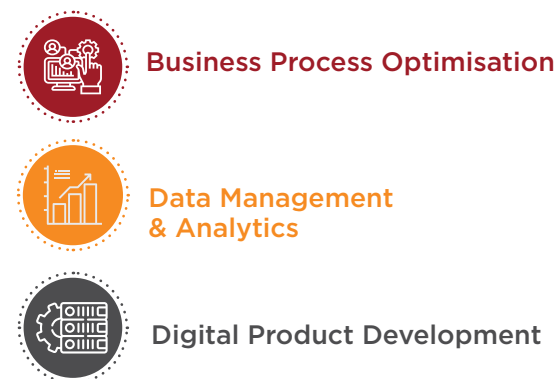 Business Process Optimisation
Data Management
& Analytics
Digital Product Development